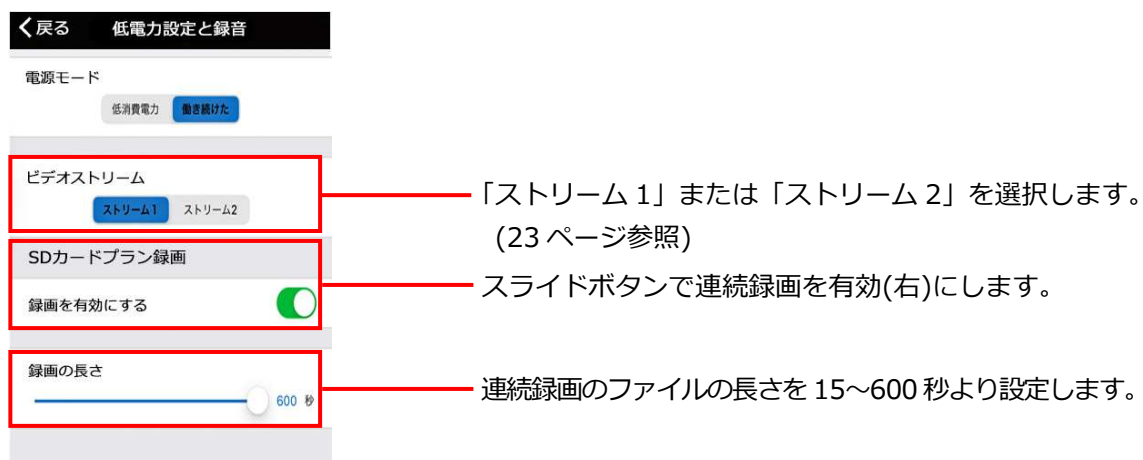 戻る 低電力設定と録音
電源モード
低消費電力 働き続けた
ビデオストリーム
ストリーム1 ストリーム2
「ストリーム 1」または「ストリーム 2」を選択します。
(23 ページ参照)
SDカードプラン録画
録画を有効にする
スライドボタンで連続録画を有効(右)にします。
録画の長さ
600 秒
連続録画のファイルの長さを 15～600 秒より設定します。